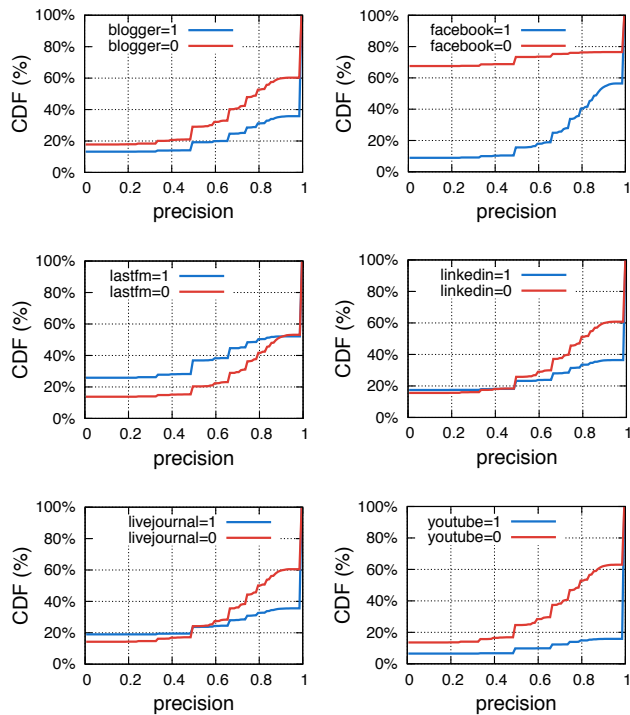 100%
80%
60%
40%
20%
0%
CDF (%)
blogger=1
blogger=0
0 0.2 0.4 0.6 0.8 1
precision
100%
80%
60%
40%
20%
0%
CDF (%)
facebook=1
facebook=0
0 0.2 0.4 0.6 0.8 1
precision
100%
80%
60%
40%
20%
0%
CDF (%)
lastfm=1
lastfm=0
0 0.2 0.4 0.6 0.8 1
precision
100%
80%
60%
40%
20%
0%
CDF (%)
linkedin=1
linkedin=0
0 0.2 0.4 0.6 0.8 1
precision
100%
80%
60%
40%
20%
0%
CDF (%)
livejournal=1
livejournal=0
0 0.2 0.4 0.6 0.8 1
precision
100%
80%
60%
40%
20%
0%
CDF (%)
youtube=1
youtube=0
0 0.2 0.4 0.6 0.8 1
precision